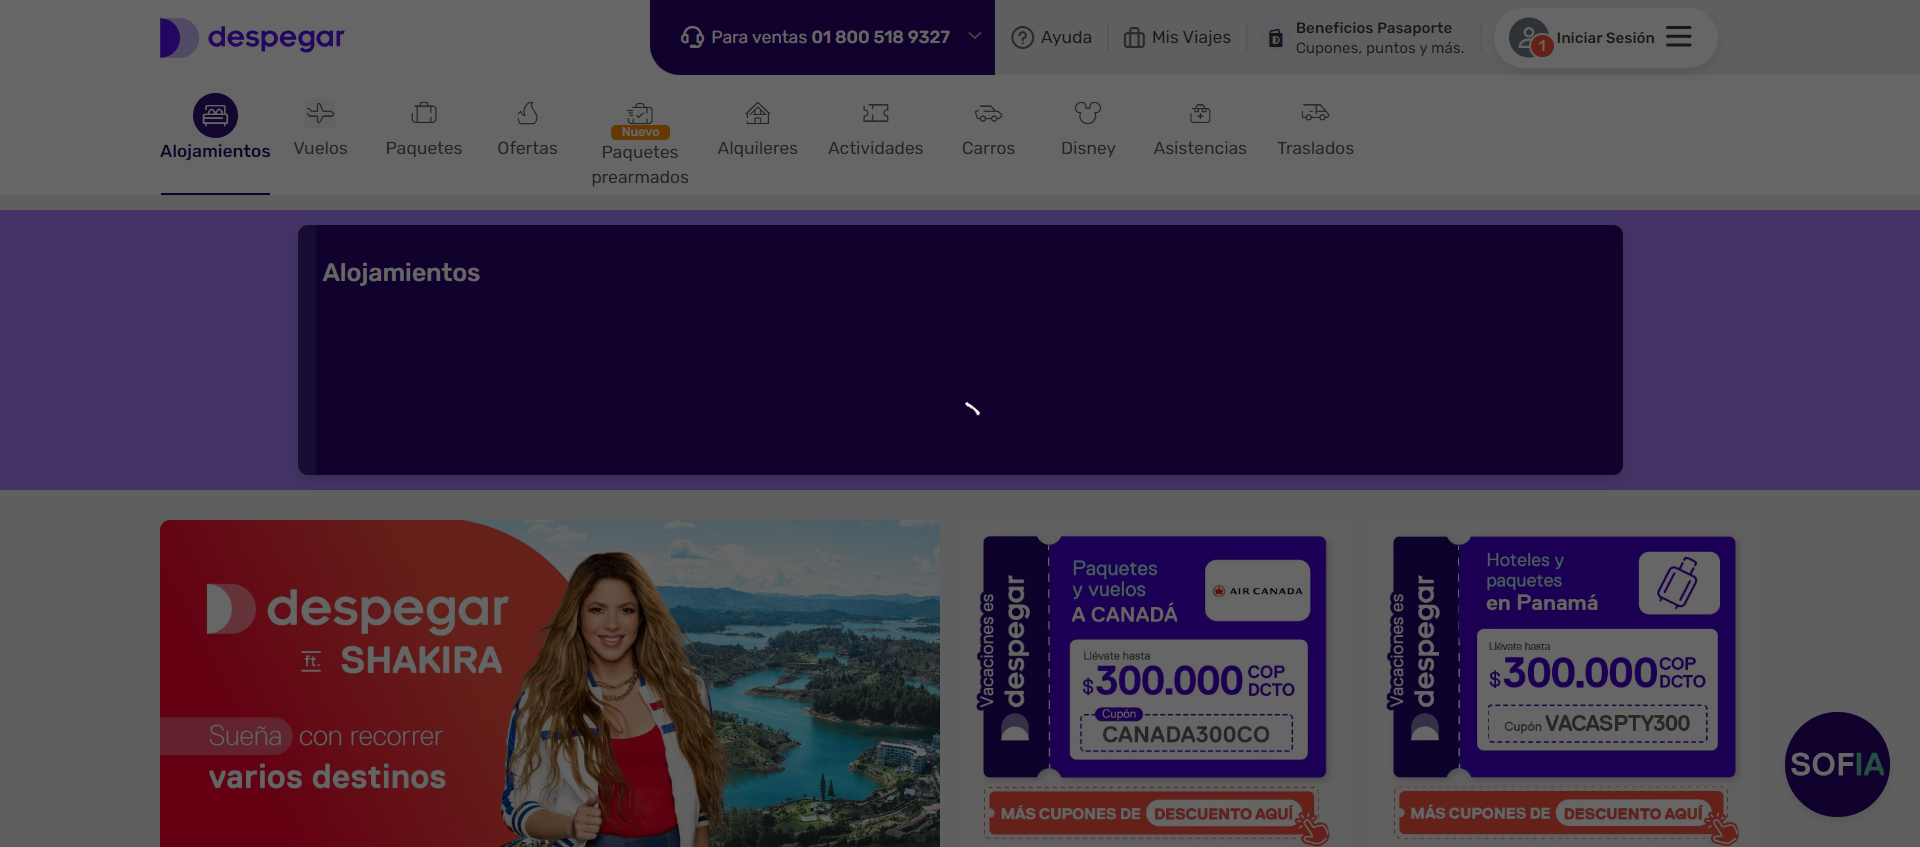 despegar
Para ventas 01 800 518 9327
Ayuda
Mis Viajes
Beneficios Pasaporte
Cupones, puntos y más.
1
Iniciar Sesión
Alojamientos
Vuelos
Paquetes
Ofertas
Nuevo
Paquetes
prearmados
Alquileres
Actividades
Carros
Disney
Asistencias
Traslados
Alojamientos
despegar
ft. SHAKIRA
Sueña con recorrer
varios destinos
Vacaciones es
despegar
Paquetes
y vuelos
A CANADÁ
AIR CANADA
Llévate hasta
$300.000 COP
DCTO
Cupón
CANADA300CO
MÁS CUPONES DE DESCUENTO AQUÍ
Vacaciones es
despegar
Hoteles y
paquetes
en Panamá
Llévate hasta
$300.000 COP
DCTO
Cupón VACASPTY300
MÁS CUPONES DE DESCUENTO AQUÍ
SOFIA